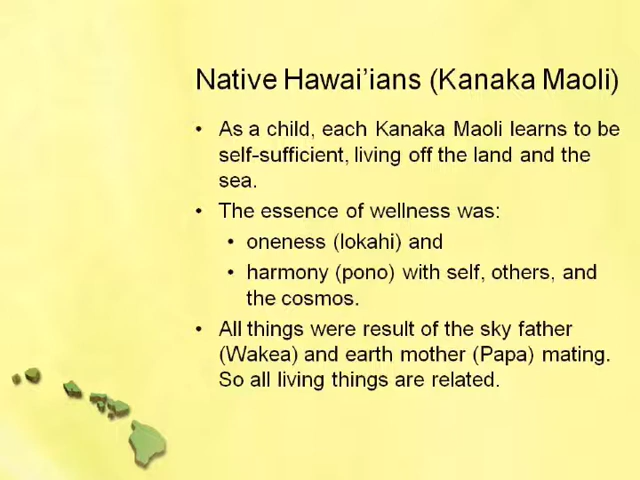 Native Hawai’ians (Kanaka Maoli)
• As a child, each Kanaka Maoli learns to be
self-sufficient, living off the land and the
sea.
• The essence of wellness was:
• oneness (lokahi) and
• harmony (pono) with self, others, and
the cosmos.
• All things were result of the sky father
(Wakea) and earth mother (Papa) mating.
So all living things are related.